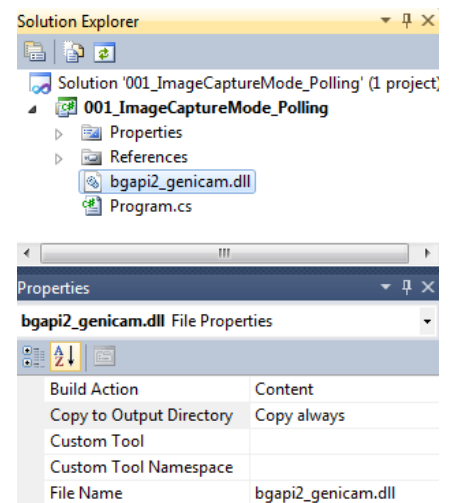 Solution Explorer
Solution '001_ImageCaptureMode_Polling' (1 project)
001_ImageCaptureMode_Polling
Properties
References
bgapi2_genicam.dll
Program.cs
Properties
bgapi2_genicam.dll File Properties
Build Action Content
Copy to Output Directory Copy always
Custom Tool
Custom Tool Namespace
File Name bgapi2_genicam.dll